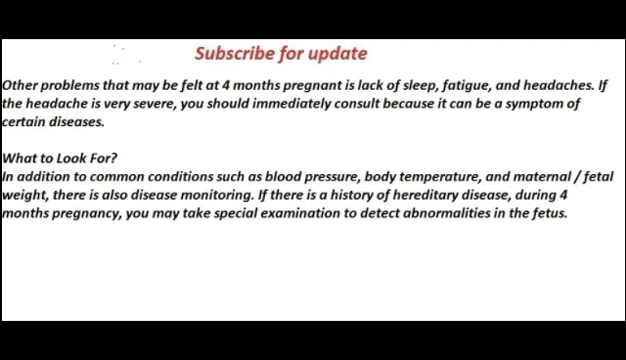 Subscribe for update
Other problems that may be felt at 4 months pregnant is lack of sleep, fatigue, and headaches. If
the headache is very severe, you should immediately consult because it can be a symptom of
certain diseases.
What to Look For?
In addition to common conditions such as blood pressure, body temperature, and maternal / fetal
weight, there is also disease monitoring. If there is a history of hereditary disease, during 4
months pregnancy, you may take special examination to detect abnormalities in the fetus.